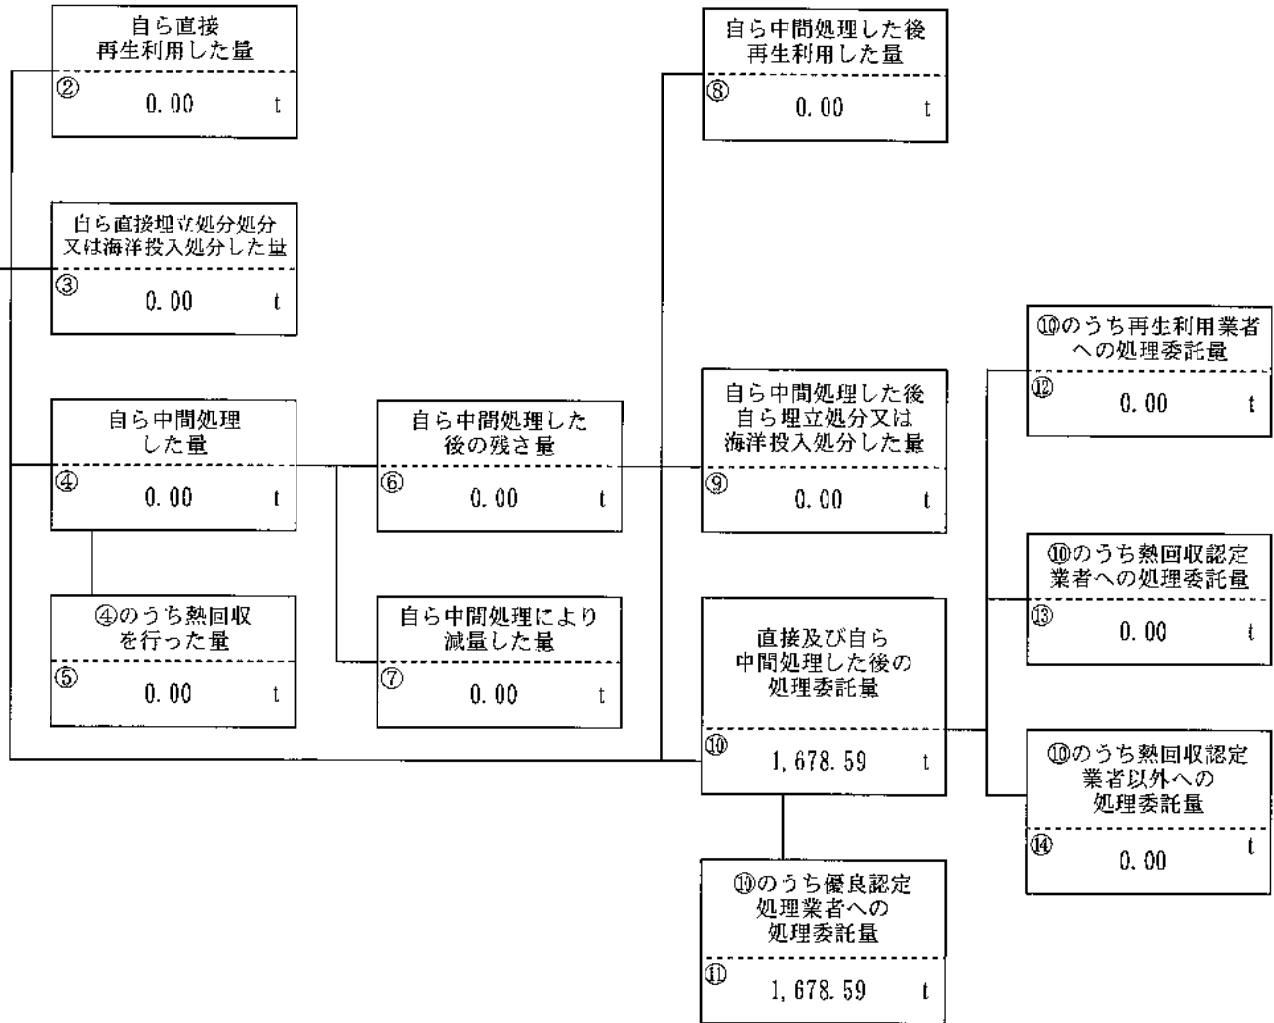 自ら直接
再生利用した量
②
0.00 t
自ら直接埋立処分処分
又は海洋投入処分した量
③
0.00 t
自ら中間処理
した量
④
0.00 t
④のうち熱回収
を行った量
⑤
0.00 t
自ら中間処理した
後の残さ量
⑥
0.00 t
自ら中間処理により
減量した量
⑦
0.00 t
自ら中間処理した後
再生利用した量
⑧
0.00 t
自ら中間処理した後
自ら埋立処分又は
海洋投入処分した量
⑨
0.00 t
直接及び自ら
中間処理した後の
処理委託量
⑩
1,678.59 t
⑩のうち優良認定
処理業者への
処理委託量
⑪
1,678.59 t
⑩のうち再生利用業者
への処理委託量
⑫
0.00 t
⑩のうち熱回収認定
業者への処理委託量
⑬
0.00 t
⑩のうち熱回収認定
業者以外への
処理委託量
⑭
0.00 t